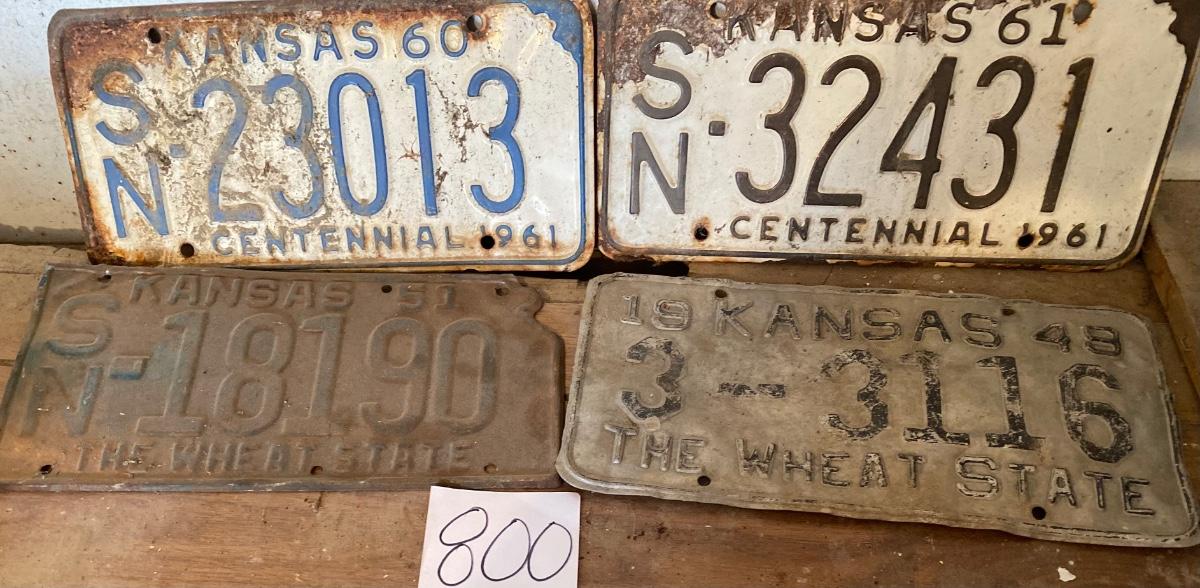 KANSAS 60
SN-23013
CENTENNIAL 1961
KANSAS 61
SN-32431
CENTENNIAL 1961
KANSAS 51
SN-18190
THE WHEAT STATE
19 KANSAS 48
3-3116
THE WHEAT STATE
800